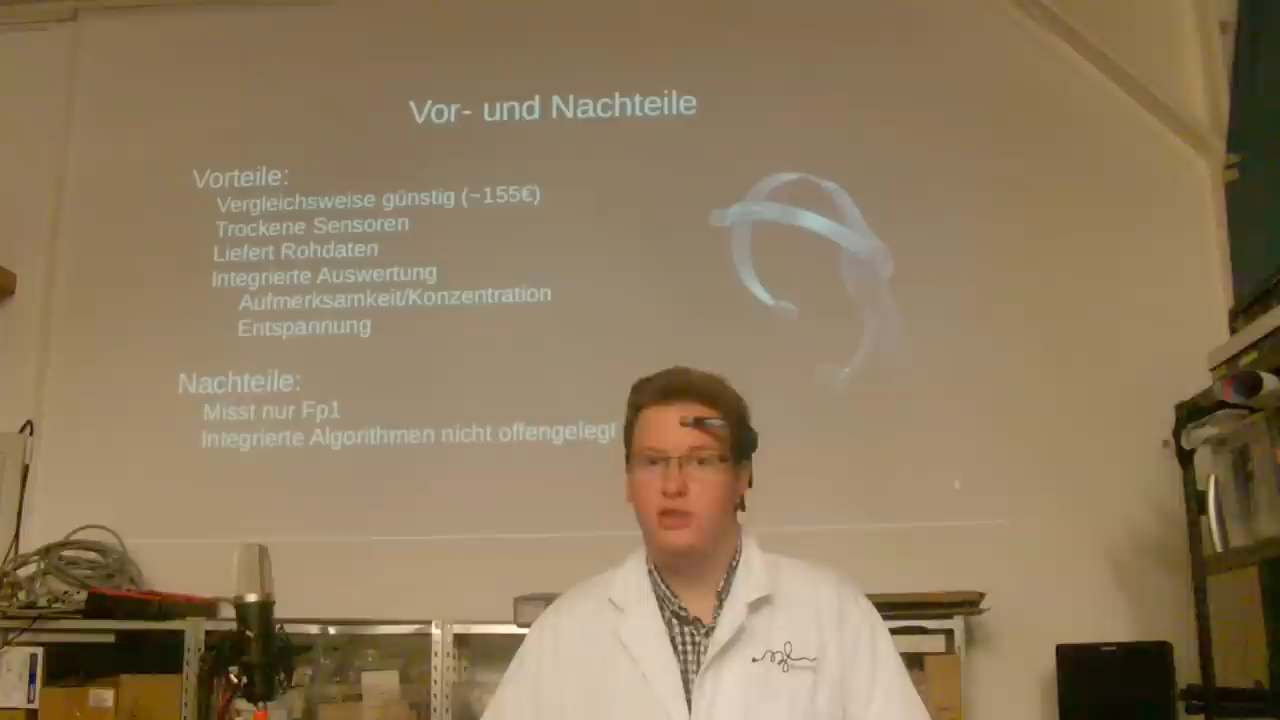 Vor- und Nachteile
Vorteile:
Vergleichsweise günstig (~155€)
Trockene Sensoren
Liefert Rohdaten
Integrierte Auswertung
Aufmerksamkeit/Konzentration
Entspannung
Nachteile:
Misst nur Fp1
Integrierte Algorithmen nicht offengelegt